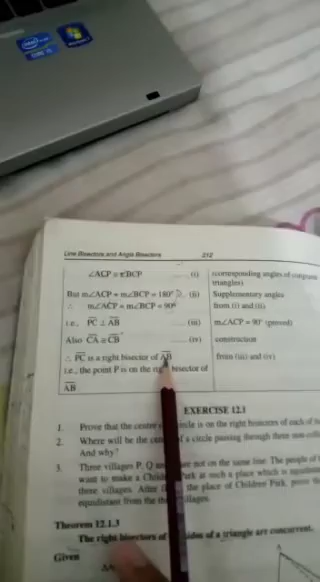 Line Bisectors and Angle Bisectors 212
∠ACP ≅ ∠BCP ...... (i) (corresponding angles of congruent triangles)
But m∠ACP + m∠BCP = 180° .. (ii) Supplementary angles
∴ m∠ACP = m∠BCP = 90° from (i) and (ii)
i.e., PC ⊥ AB ...... (iii) m∠ACP = 90° (proved)
Also CA ≅ CB ...... (iv) construction
∴ PC is a right bisector of AB from (iii) and (iv)
i.e., the point P is on the right bisector of
AB
EXERCISE 12.1
1. Prove that the centre circle is on the right bisectors of each of
2. Where will be the of a circle passing through three
And why?
3. Three villages P, Q are not on the same line. The people of
want to make a Park at such a place which is
three villages. After the place of Children Park, prove
equidistant from the villages.
Theorem 12.1.3
The right bisectors of sides of a triangle are concurrent.
Given
A